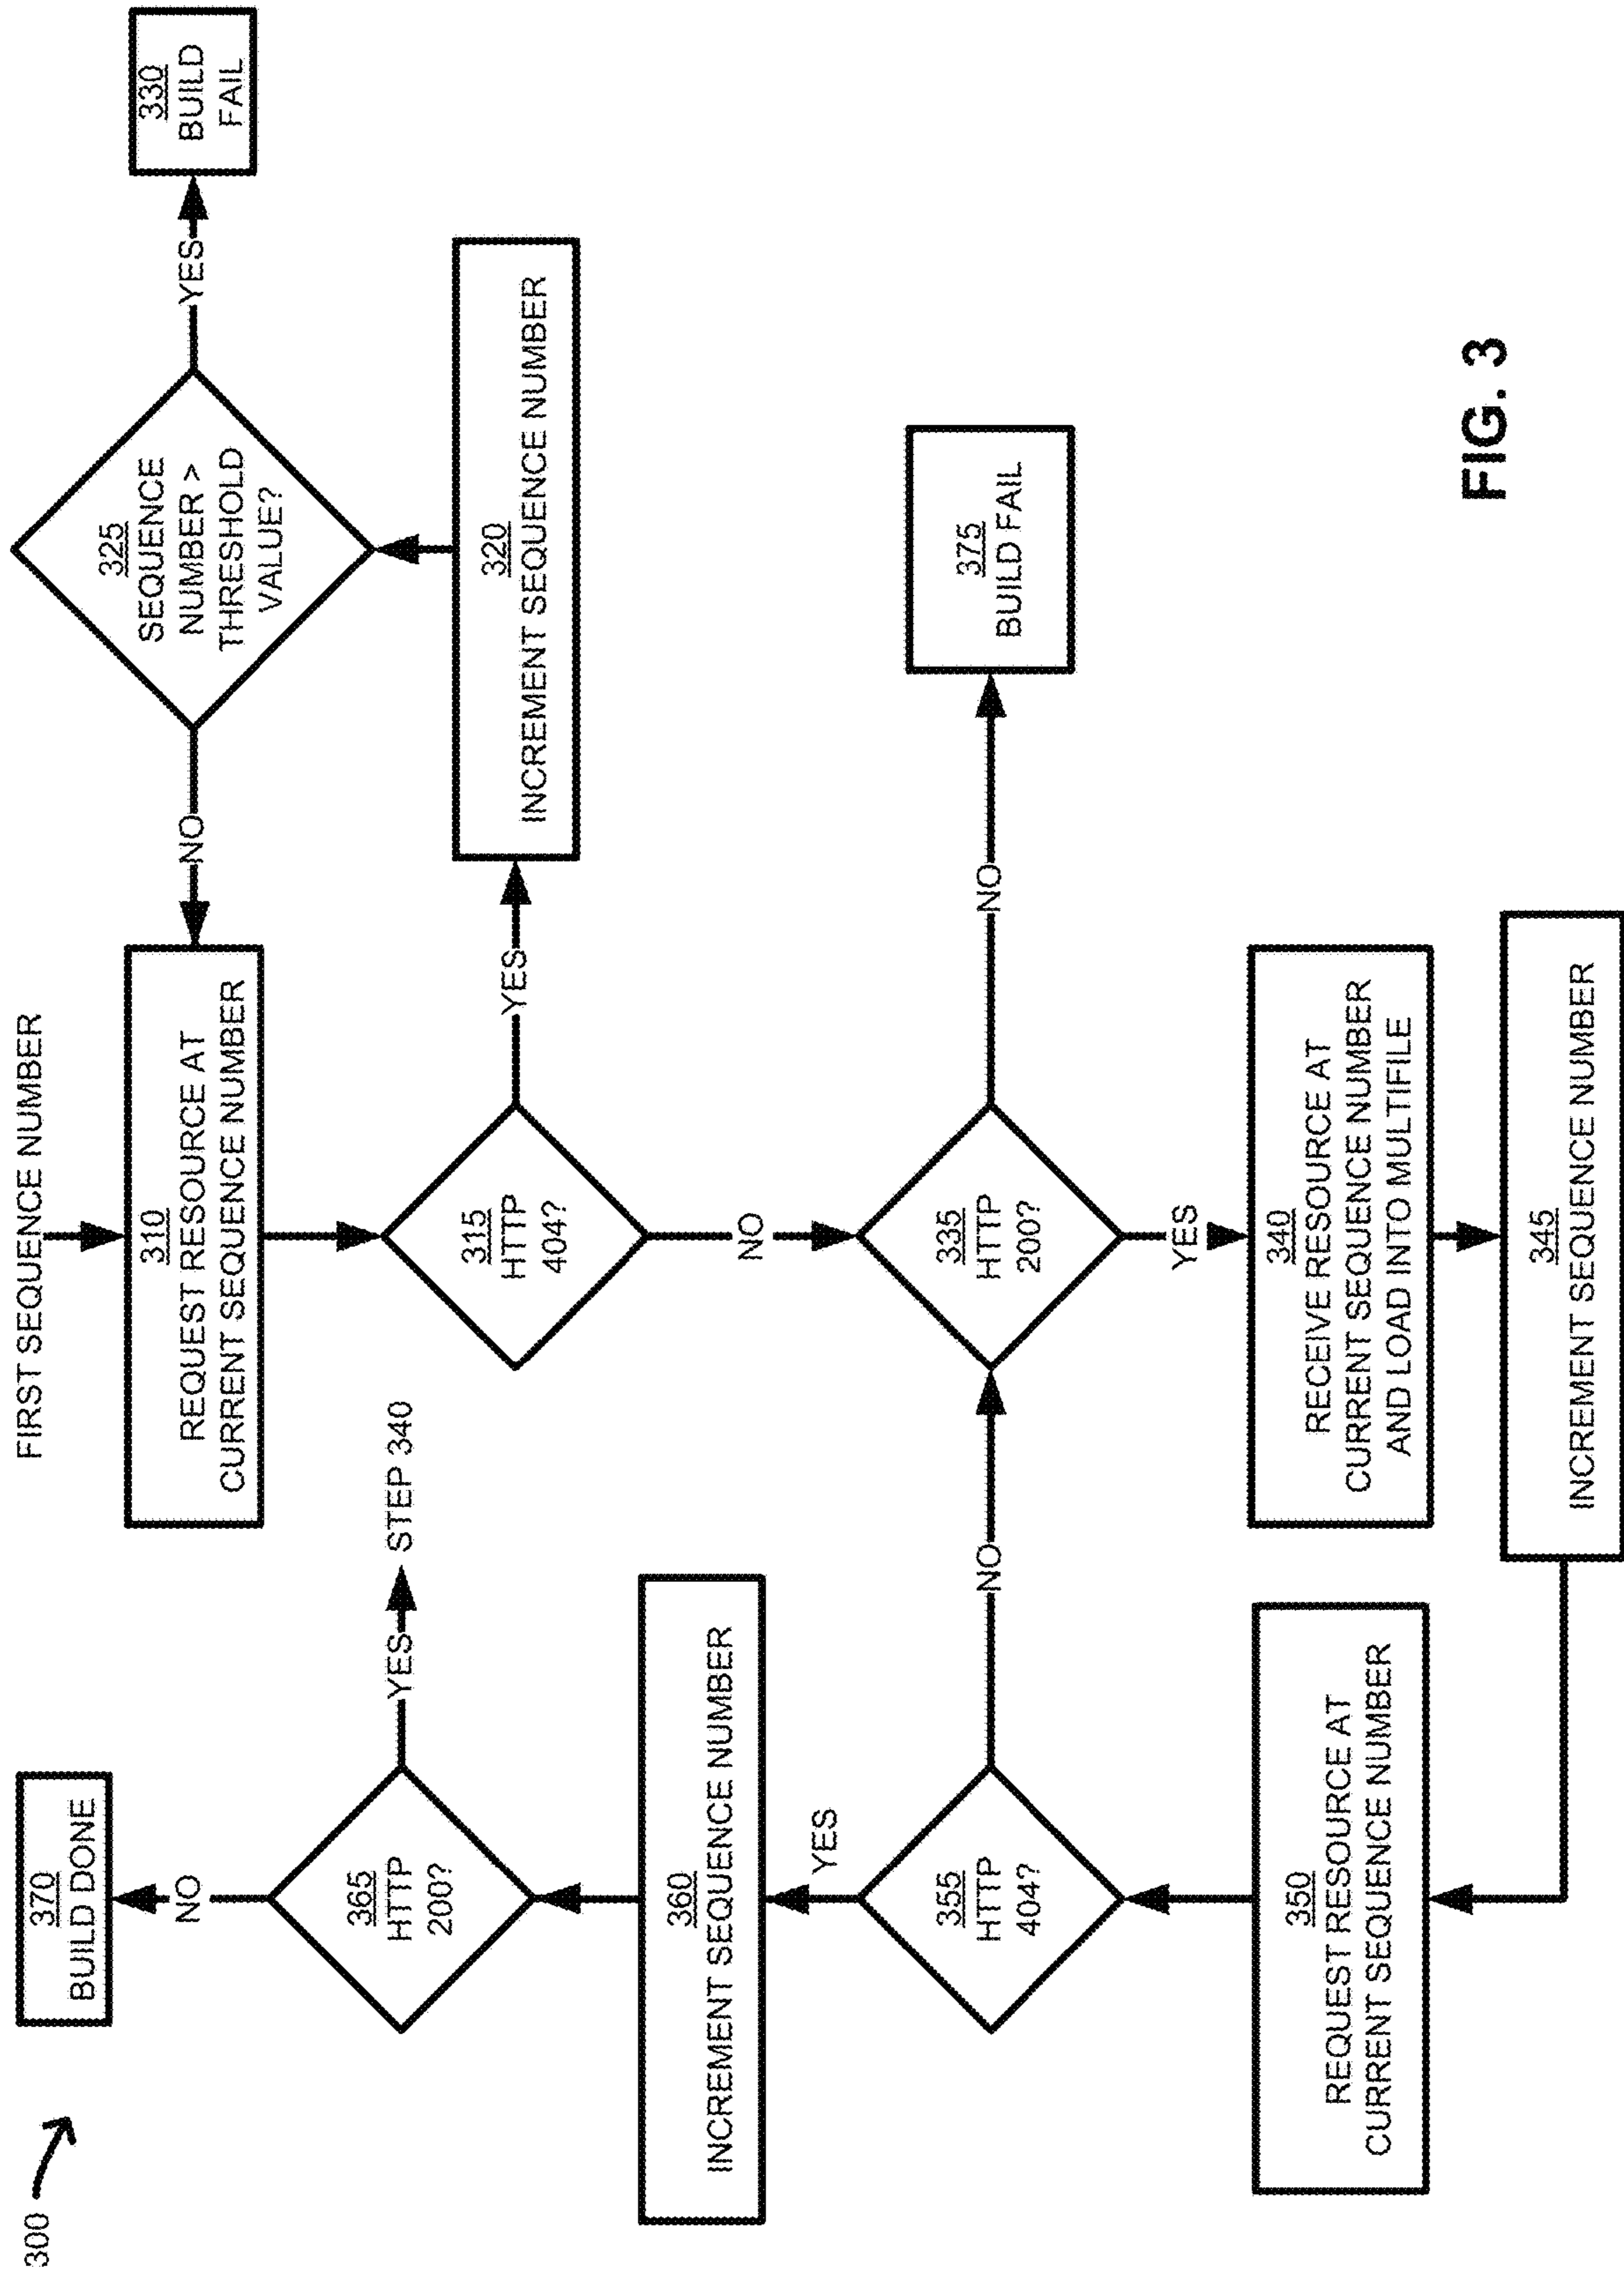 300
FIRST SEQUENCE NUMBER
310
REQUEST RESOURCE AT
CURRENT SEQUENCE NUMBER
315
HTTP
404?
YES
NO
320
INCREMENT SEQUENCE NUMBER
325
SEQUENCE
NUMBER >
THRESHOLD
VALUE?
NO
YES
330
BUILD
FAIL
335
HTTP
200?
NO
YES
375
BUILD FAIL
340
RECEIVE RESOURCE AT
CURRENT SEQUENCE NUMBER
AND LOAD INTO MULTIFILE
345
INCREMENT SEQUENCE NUMBER
350
REQUEST RESOURCE AT
CURRENT SEQUENCE NUMBER
355
HTTP
404?
NO
YES
360
INCREMENT SEQUENCE NUMBER
365
HTTP
200?
YES
STEP 340
NO
370
BUILD DONE
FIG. 3